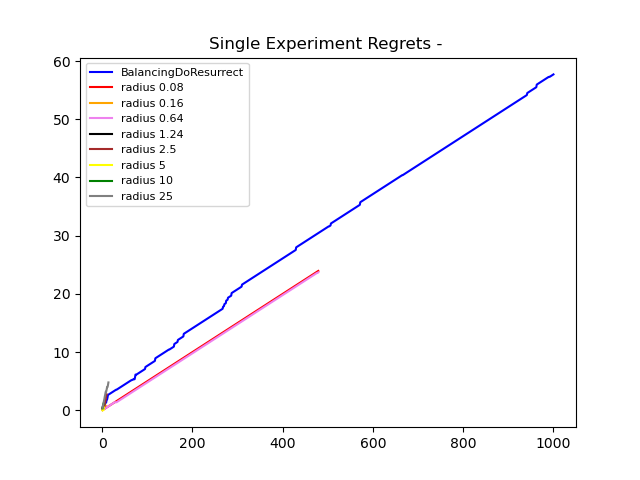 Single Experiment Regrets -
60
50
40
30
20
10
0
BalancingDoResurrect
radius 0.08
radius 0.16
radius 0.64
radius 1.24
radius 2.5
radius 5
radius 10
radius 25
0 200 400 600 800 1000